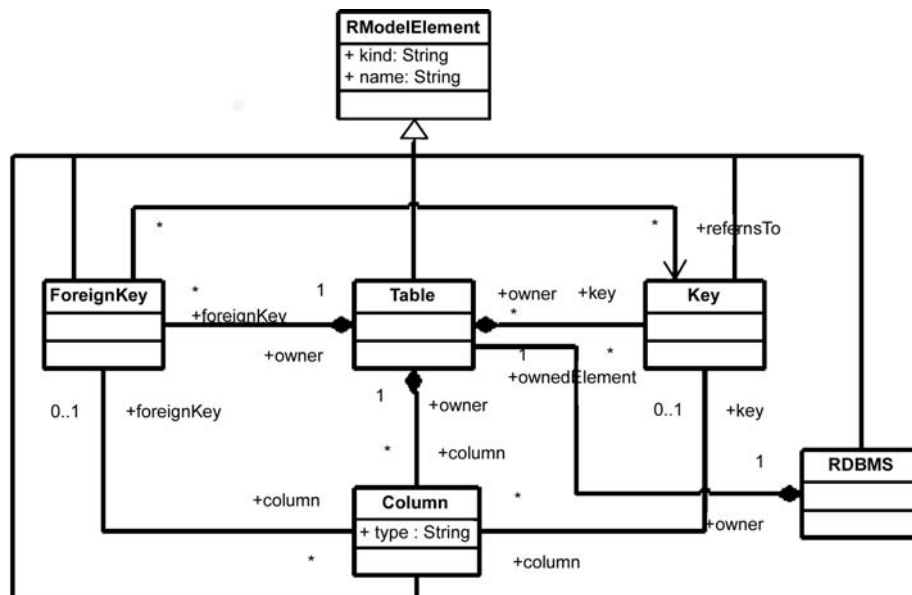 RModelElement
+ kind: String
+ name: String
* * +refernsTo
ForeignKey * 1 Table +owner +key Key
+foreignKey *
+owner 1 *
+ownedElement
0..1 +foreignKey 1 +owner 0..1 +key
* +column 1 RDBMS
+column Column * +owner
+ type : String
* +column